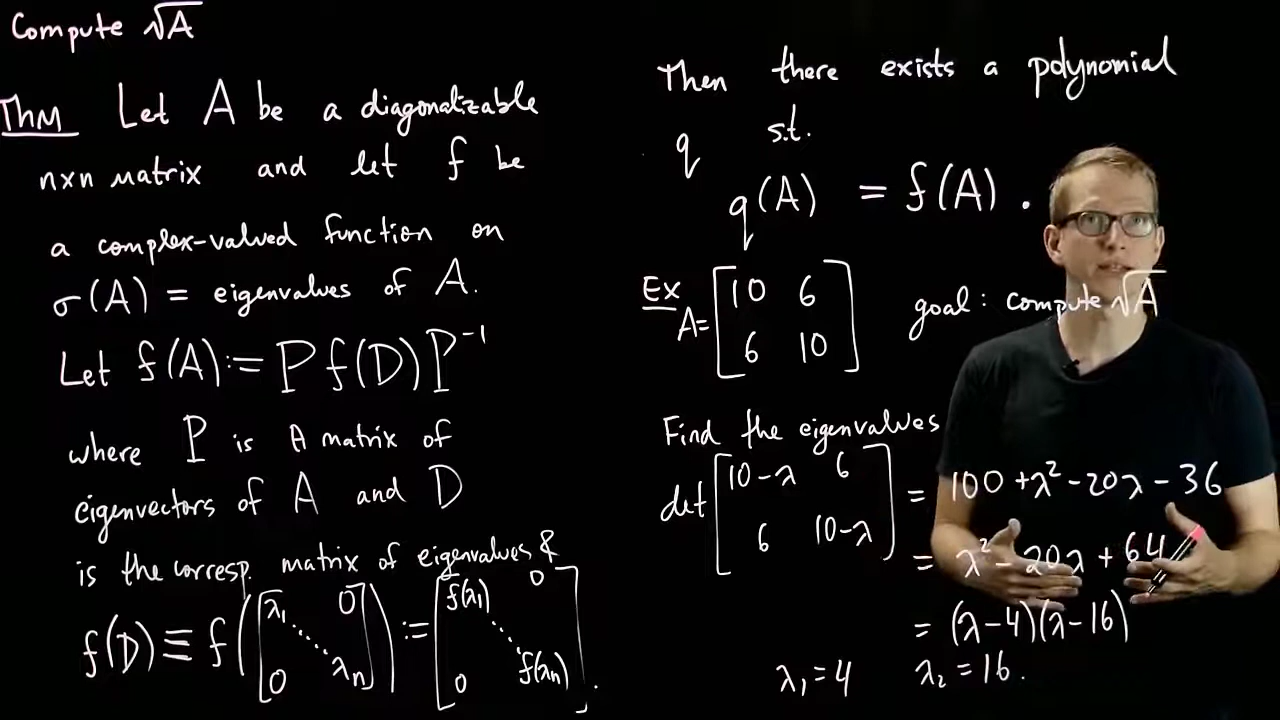 Compute √A
Thm Let A be a diagonalizable
n×n matrix and let f be
a complex-valued function on
σ(A) = eigenvalues of A.
Let f(A) := P f(D) P⁻¹
where P is A matrix of
eigenvectors of A and D
is the corresp. matrix of eigenvalues &
f(D) ≡ f([λ₁ 0 ⋱ 0 λₙ]) := [f(λ₁) 0 ⋱ 0 f(λₙ)].
Then there exists a polynomial
q s.t.
q(A) = f(A).
Ex A = [10 6
6 10] goal: compute √A
Find the eigenvalues
det [10-λ 6
6 10-λ] = 100 + λ² - 20λ - 36
= λ² - 20λ + 64
= (λ-4)(λ-16)
λ₁ = 4 λ₂ = 16.